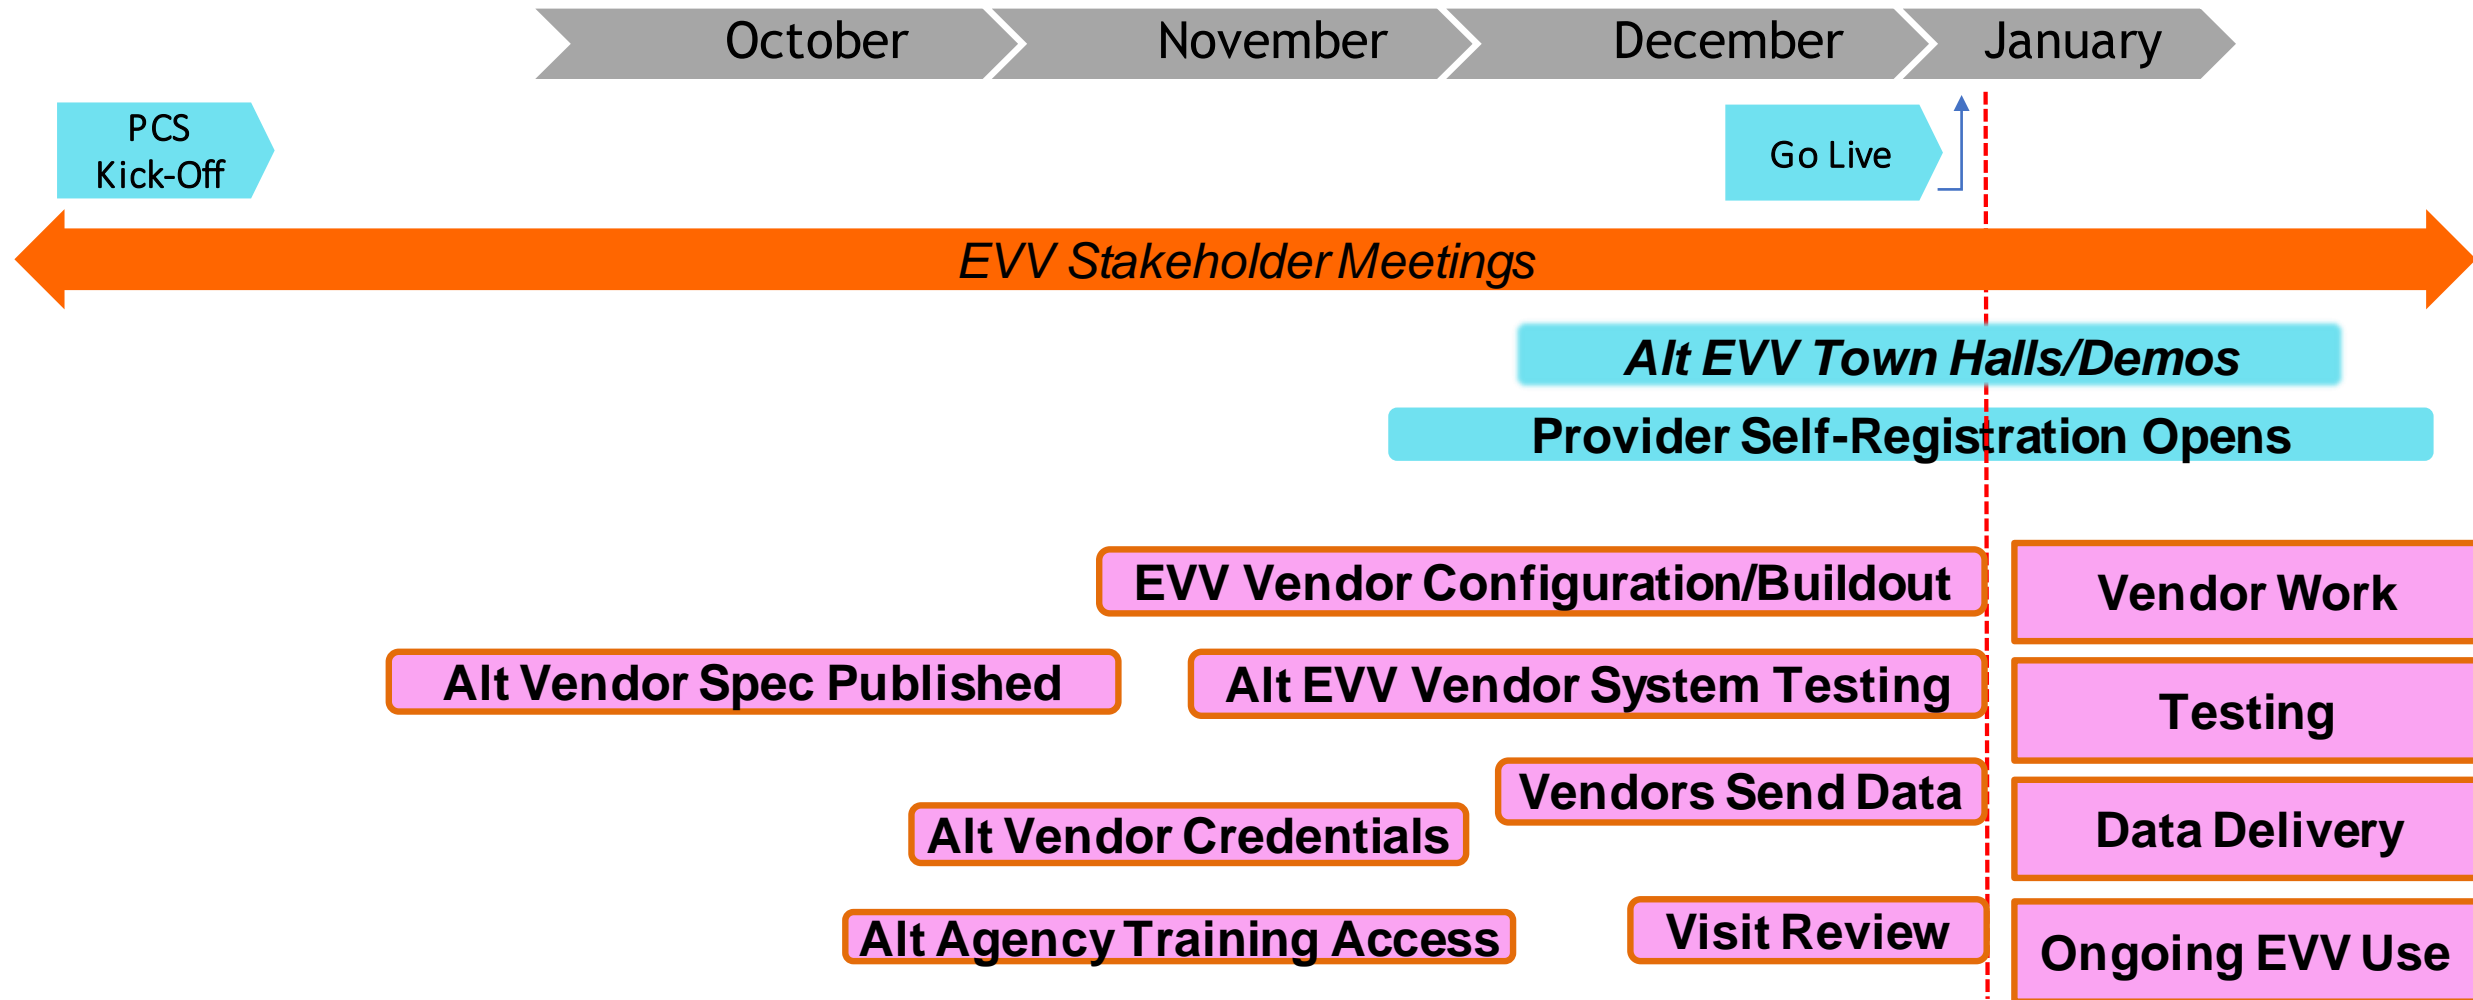 October
November
December
January
PCS
Kick-Off
Go Live
EVV Stakeholder Meetings
Alt EVV Town Halls/Demos
Provider Self-Registration Opens
EVV Vendor Configuration/Buildout
Vendor Work
Alt Vendor Spec Published
Alt EVV Vendor System Testing
Testing
Vendors Send Data
Alt Vendor Credentials
Data Delivery
Alt Agency Training Access
Visit Review
Ongoing EVV Use